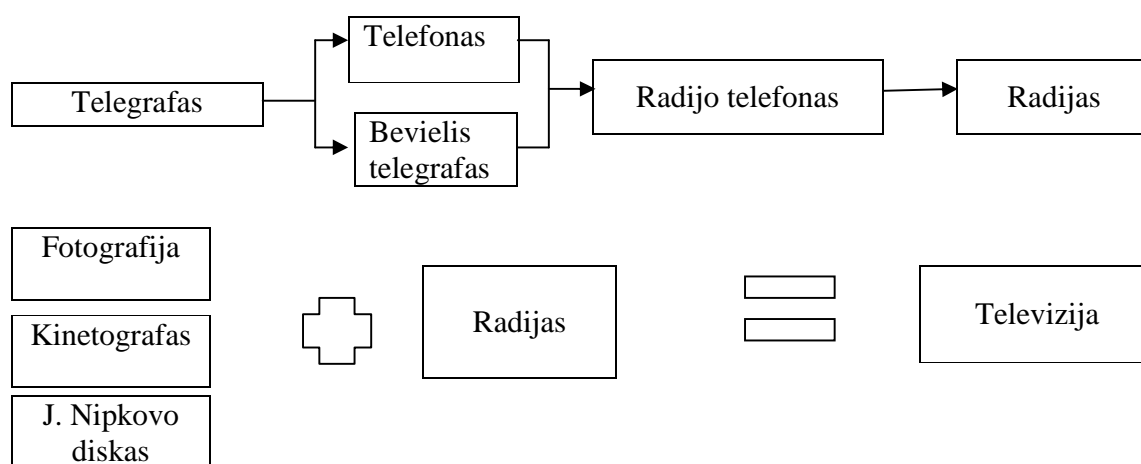 Telefonas
Telegrafas
Bevielis
telegrafas
Radijo telefonas
Radijas
Fotografija
Kinetografas
J. Nipkovo
diskas
Radijas
Televizija